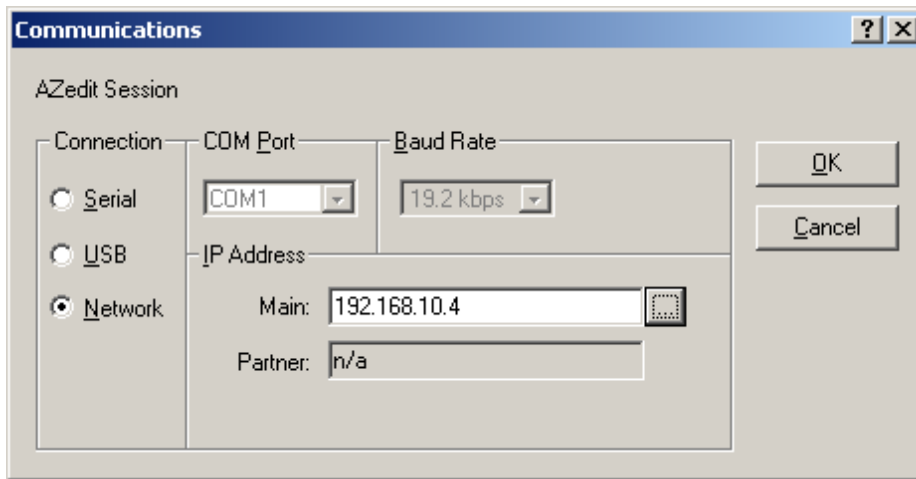 Communications
AZedit Session
Connection
COM Port
Baud Rate
OK
Serial
COM1
19.2 kbps
Cancel
USB
IP Address
Network
Main:
192.168.10.4
Partner:
n/a